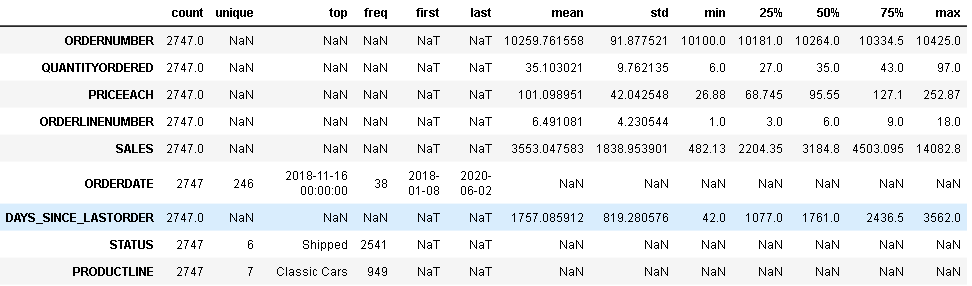 count unique top freq first last mean std min 25% 50% 75% max
ORDERNUMBER 2747.0 NaN NaN NaN NaT NaT 10259.761558 91.877521 10100.0 10181.0 10264.0 10334.5 10425.0
QUANTITYORDERED 2747.0 NaN NaN NaN NaT NaT 35.103021 9.762135 6.0 27.0 35.0 43.0 97.0
PRICEEACH 2747.0 NaN NaN NaN NaT NaT 101.098951 42.042548 26.88 68.745 95.55 127.1 252.87
ORDERLINENUMBER 2747.0 NaN NaN NaN NaT NaT 6.491081 4.230544 1.0 3.0 6.0 9.0 18.0
SALES 2747.0 NaN NaN NaN NaT NaT 3553.047583 1838.953901 482.13 2204.35 3184.8 4503.095 14082.8
ORDERDATE 2747 246 2018-11-16 00:00:00 38 2018-01-08 2020-06-02 NaN NaN NaN NaN NaN NaN NaN
DAYS_SINCE_LASTORDER 2747.0 NaN NaN NaN NaT NaT 1757.085912 819.280576 42.0 1077.0 1761.0 2436.5 3562.0
STATUS 2747 6 Shipped 2541 NaT NaT NaN NaN NaN NaN NaN NaN NaN
PRODUCTLINE 2747 7 Classic Cars 949 NaT NaT NaN NaN NaN NaN NaN NaN NaN